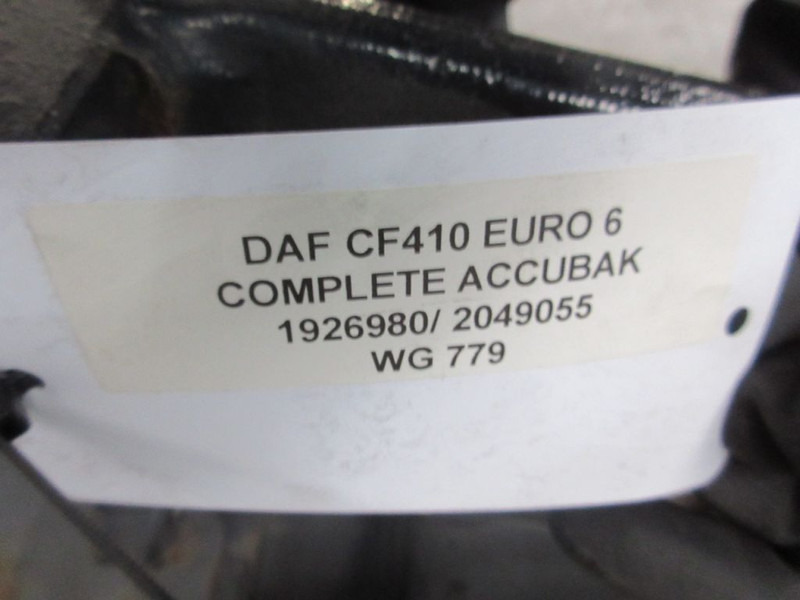 DAF CF410 EURO 6
COMPLETE ACCUBAK
1926980/ 2049055
WG 779